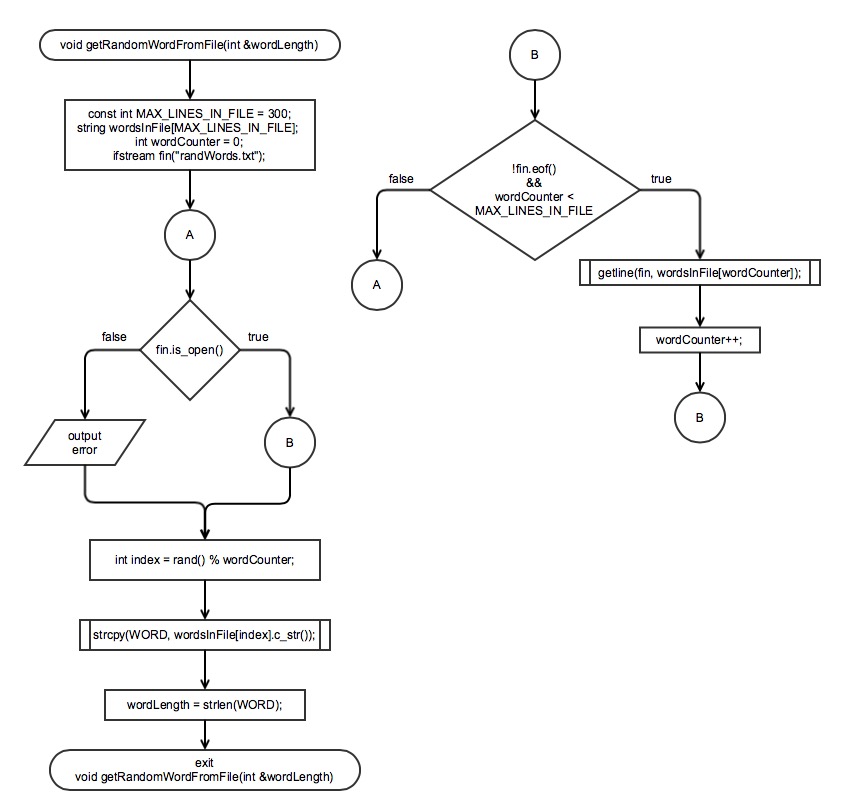 void getRandomWordFromFile(int &wordLength)
const int MAX_LINES_IN_FILE = 300;
string wordsInFile[MAX_LINES_IN_FILE];
int wordCounter = 0;
ifstream fin("randWords.txt");
A
fin.is_open()
false
true
output
error
B
int index = rand() % wordCounter;
strcpy(WORD, wordsInFile[index].c_str());
wordLength = strlen(WORD);
exit
void getRandomWordFromFile(int &wordLength)
B
!fin.eof()
&&
wordCounter <
MAX_LINES_IN_FILE
false
true
A
getline(fin, wordsInFile[wordCounter]);
wordCounter++;
B